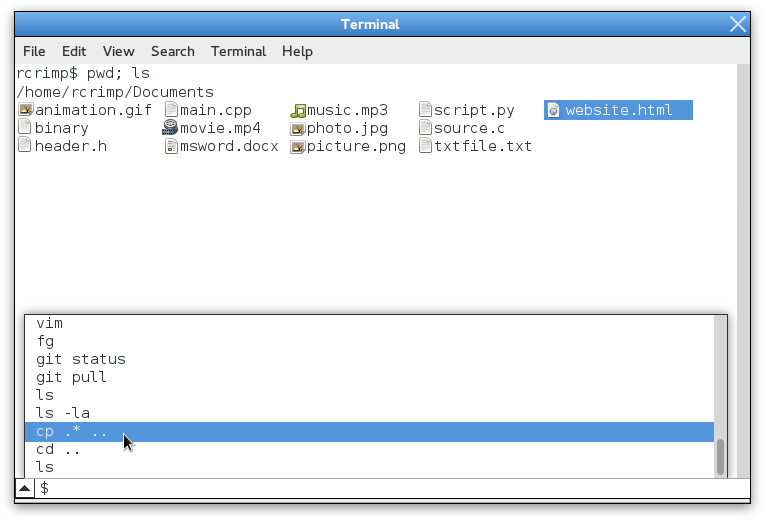 Terminal
File Edit View Search Terminal Help
rcrimp$ pwd; ls
/home/rcrimp/Documents
animation.gif main.cpp music.mp3 script.py website.html
binary movie.mp4 photo.jpg source.c
header.h msword.docx picture.png txtfile.txt
vim
fg
git status
git pull
ls
ls -la
cp .* ..
cd ..
ls
$